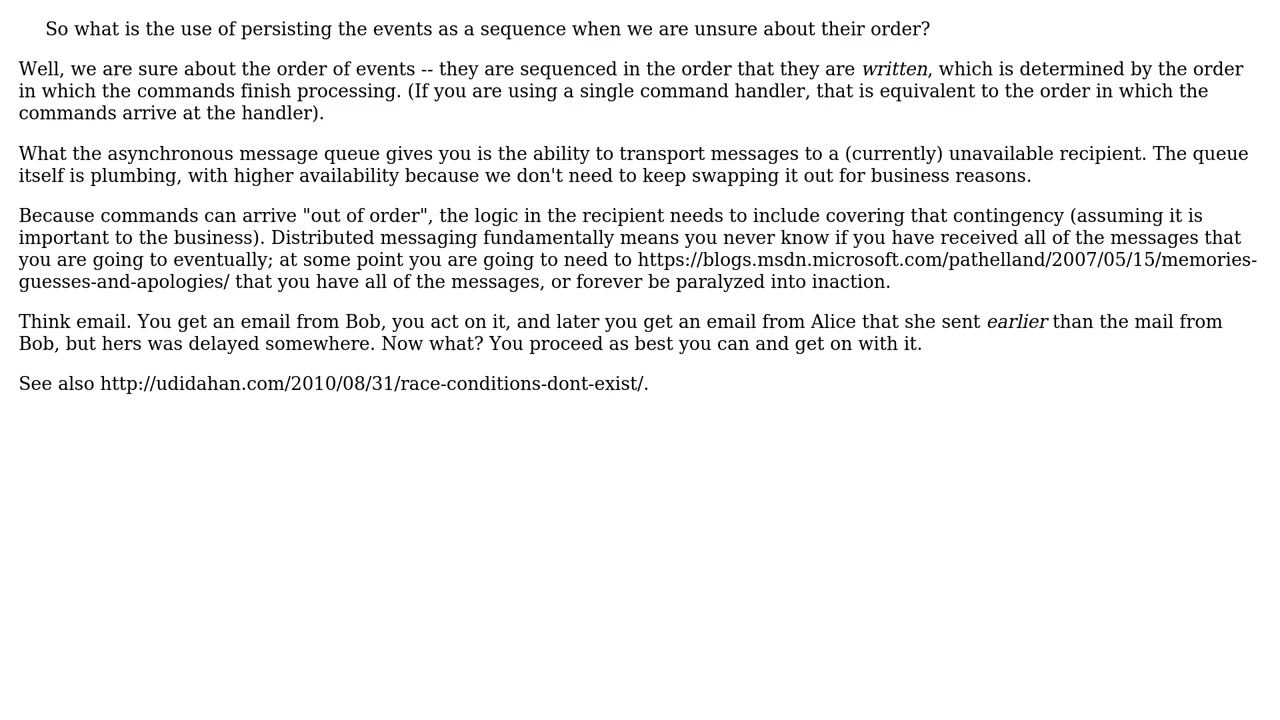 So what is the use of persisting the events as a sequence when we are unsure about their order?
Well, we are sure about the order of events -- they are sequenced in the order that they are written, which is determined by the order
in which the commands finish processing. (If you are using a single command handler, that is equivalent to the order in which the
commands arrive at the handler).
What the asynchronous message queue gives you is the ability to transport messages to a (currently) unavailable recipient. The queue
itself is plumbing, with higher availability because we don't need to keep swapping it out for business reasons.
Because commands can arrive "out of order", the logic in the recipient needs to include covering that contingency (assuming it is
important to the business). Distributed messaging fundamentally means you never know if you have received all of the messages that
you are going to eventually; at some point you are going to need to https://blogs.msdn.microsoft.com/pathelland/2007/05/15/memories-
guesses-and-apologies/ that you have all of the messages, or forever be paralyzed into inaction.
Think email. You get an email from Bob, you act on it, and later you get an email from Alice that she sent earlier than the mail from
Bob, but hers was delayed somewhere. Now what? You proceed as best you can and get on with it.
See also http://udidahan.com/2010/08/31/race-conditions-dont-exist/.